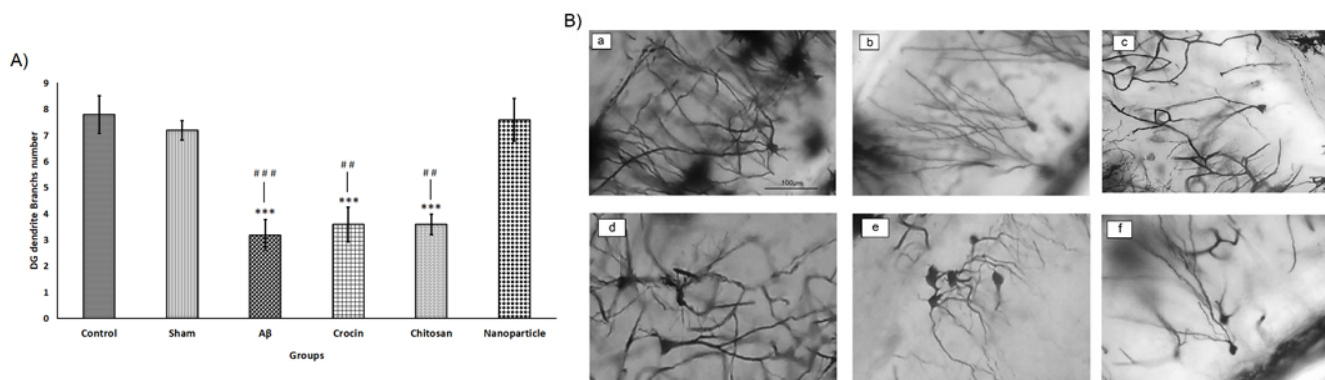 A)
DG dendrite Branchs number
9
8
7
6
5
4
3
2
1
0
###
***
##
***
##
***
Control Sham Aβ Crocin Chitosan Nanoparticle
Groups
B)
a
b
c
100µm
d
e
f